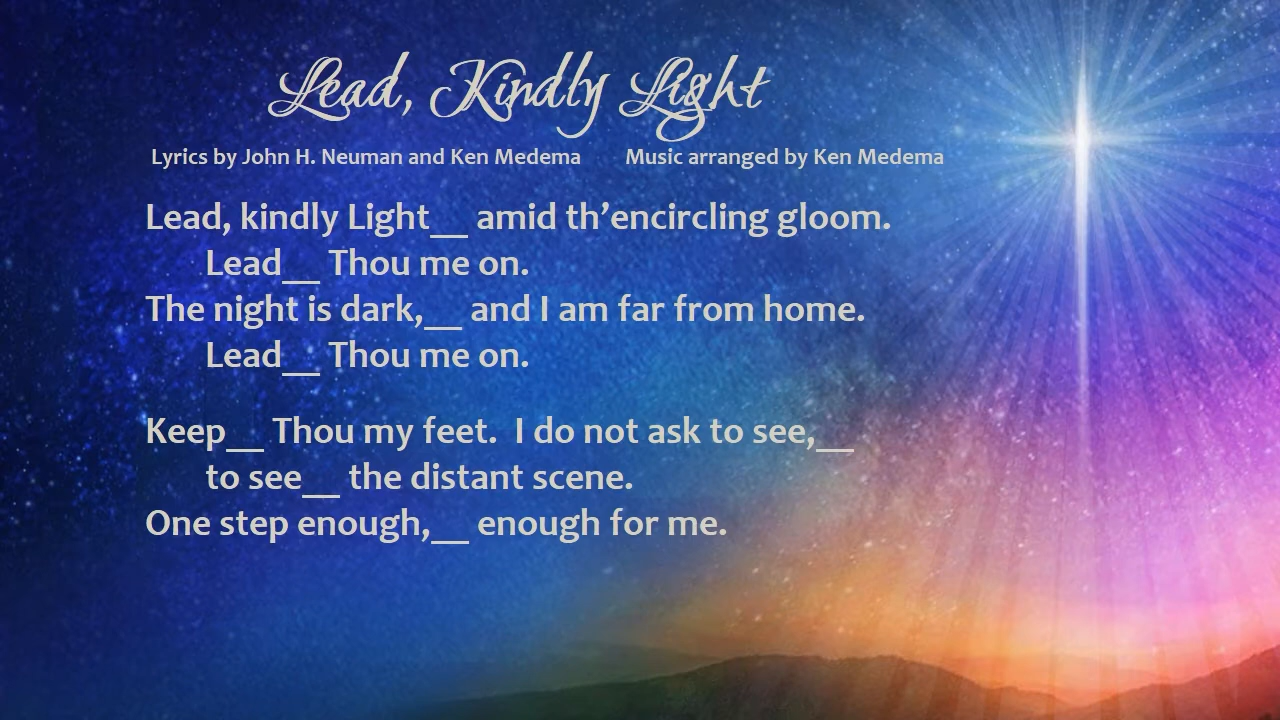 Lead, Kindly Light
Lyrics by John H. Neuman and Ken Medema Music arranged by Ken Medema
Lead, kindly Light__ amid th’encircling gloom.
Lead__ Thou me on.
The night is dark,__ and I am far from home.
Lead__ Thou me on.
Keep__ Thou my feet.  I do not ask to see,__
to see__ the distant scene.
One step enough,__ enough for me.